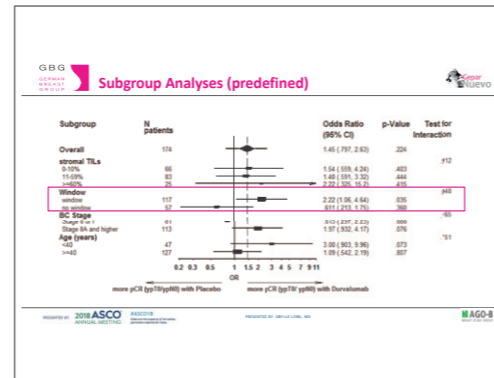 GBG
GERMAN
BREAST
GROUP
Subgroup Analyses (predefined)
Gepar
Nuevo
Subgroup N patients Odds Ratio (95% CI) p-Value Test for Interaction
Overall 174 1.45 (.797, 2.63) .224
stromal TILs
0-10% 66 1.54 (.559, 4.24) .403
11-59% 83 1.40 (.591, 3.32) .444
>=60% 25 2.22 (.325, 15.2) .415
Window
window 117 2.22 (1.06, 4.64) .035
no window 57 .611 (.213, 1.75) .360
BC Stage
61
Stage IIA and higher 113 1.97 (.932, 4.17) .076
Age (years)
<40 47 3.00 (.903, 9.96) .073
>=40 127 1.09 (.542, 2.19) .807
0.2 0.3 0.5 1 1.5 2 3 4 5 7 9 11
OR
more pCR (ypT0/ypN0) with Placebo more pCR (ypT0/ ypN0) with Durvalumab
PRESENTED AT: 2018 ASCO
ANNUAL MEETING
#ASCO18
PRESENTED BY:
AGO-B